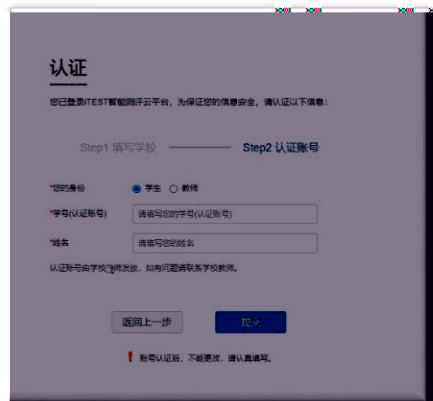 认证
您已登录iTEST智能测评云平台，为保证您的信息安全，请认证以下信息：
Step1 填写学校 Step2 认证账号
*您的身份 学生 教师
*学号(认证账号) 请填写您的学号(认证账号)
*姓名 请填写您的姓名
认证账号由学校教师发放，如有问题请联系学校教师。
返回上一步 提交
! 账号认证后，不能更改，请认真填写。